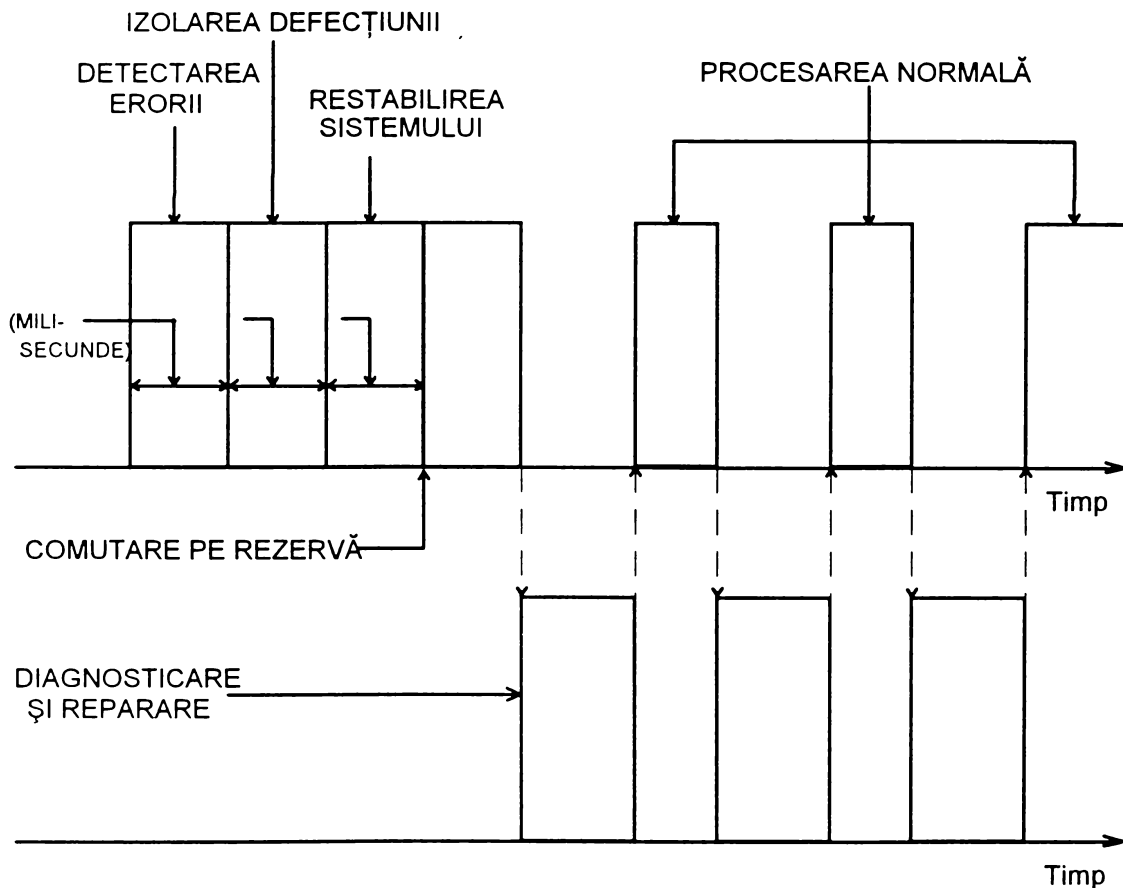 IZOLAREA DEFECȚIUNII
DETECTAREA
ERORII
RESTABILIREA
SISTEMULUI
PROCESAREA NORMALĂ
(MILI-
SECUNDE)
Timp
COMUTARE PE REZERVĂ
DIAGNOSTICARE
ŞI REPARARE
Timp